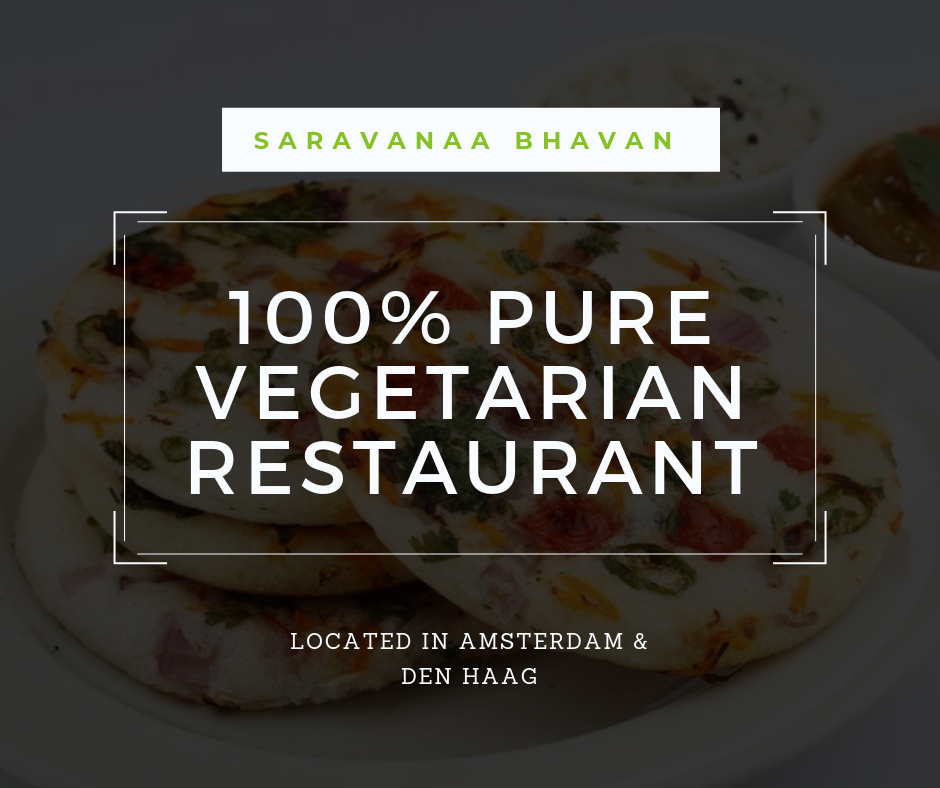 SARAVANAA BHAVAN
100% PURE
VEGETARIAN
RESTAURANT
LOCATED IN AMSTERDAM &
DEN HAAG